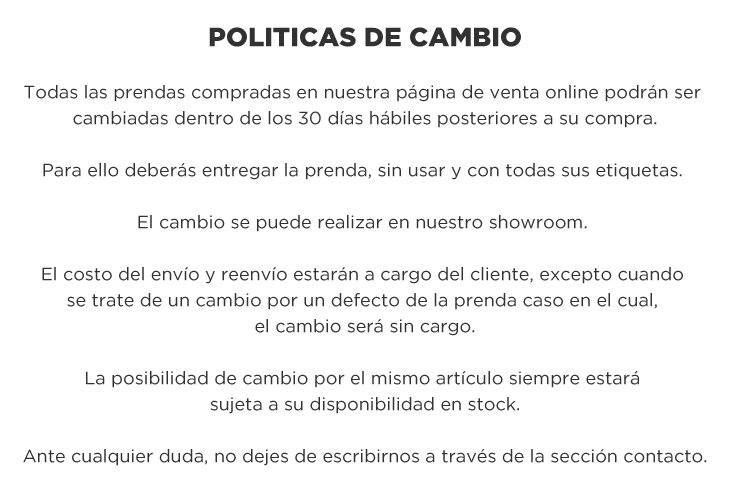 POLITICAS DE CAMBIO
Todas las prendas compradas en nuestra página de venta online podrán ser
cambiadas dentro de los 30 días hábiles posteriores a su compra.
Para ello deberás entregar la prenda, sin usar y con todas sus etiquetas.
El cambio se puede realizar en nuestro showroom.
El costo del envío y reenvío estarán a cargo del cliente, excepto cuando
se trate de un cambio por un defecto de la prenda caso en el cual,
el cambio será sin cargo.
La posibilidad de cambio por el mismo artículo siempre estará
sujeta a su disponibilidad en stock.
Ante cualquier duda, no dejes de escribirnos a través de la sección contacto.